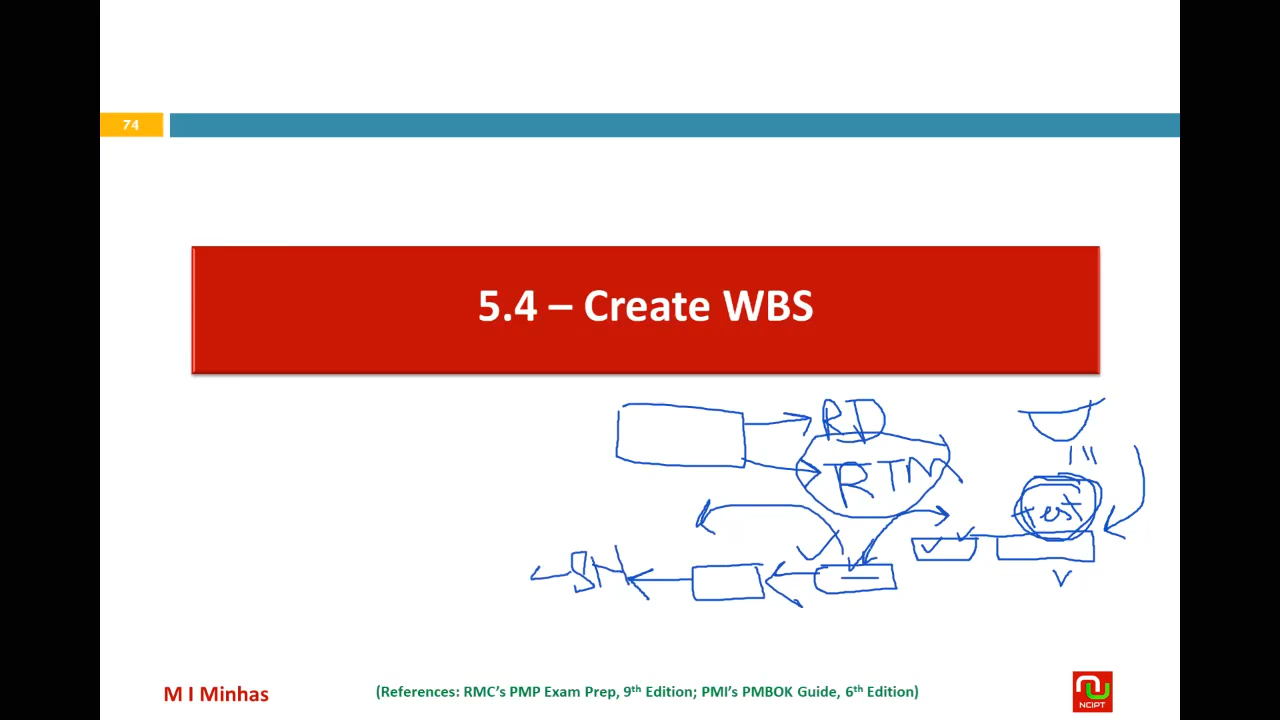 74
5.4 – Create WBS
RD
RTM
Test
SH
M I Minhas
(References: RMC's PMP Exam Prep, 9th Edition; PMI's PMBOK Guide, 6th Edition)
NCIPT